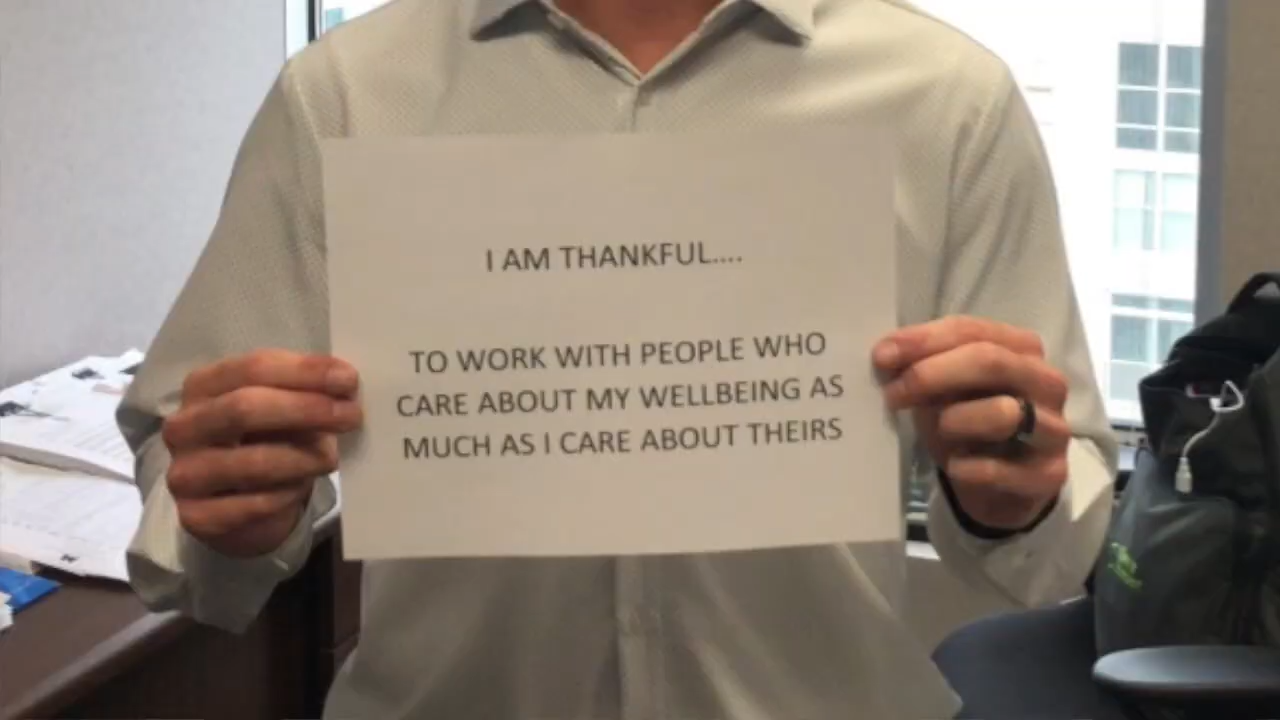 I AM THANKFUL....
TO WORK WITH PEOPLE WHO
CARE ABOUT MY WELLBEING AS
MUCH AS I CARE ABOUT THEIRS